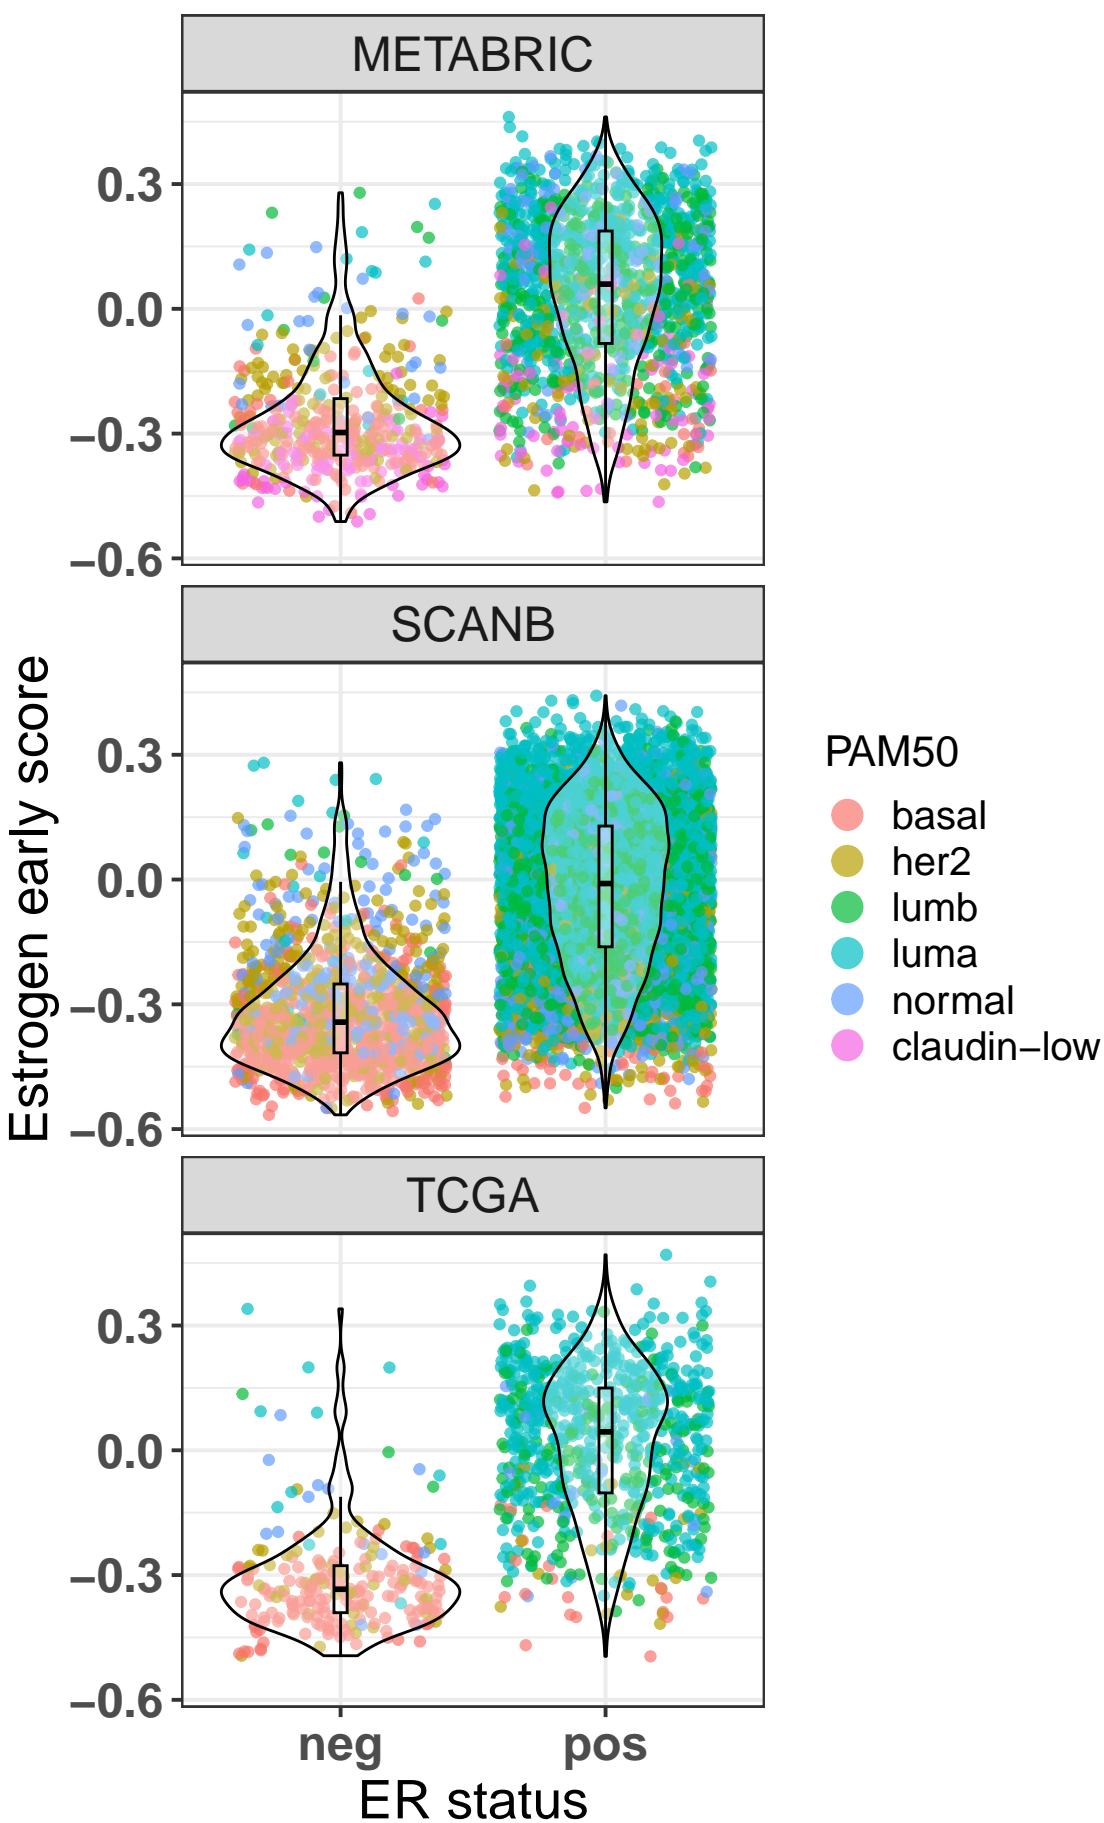 METABRIC
0.3
0.0
−0.3
−0.6
SCANB
0.3
0.0
−0.3
−0.6
TCGA
0.3
0.0
−0.3
−0.6
neg pos
ER status
Estrogen early score
PAM50
basal
her2
lumb
luma
normal
claudin−low